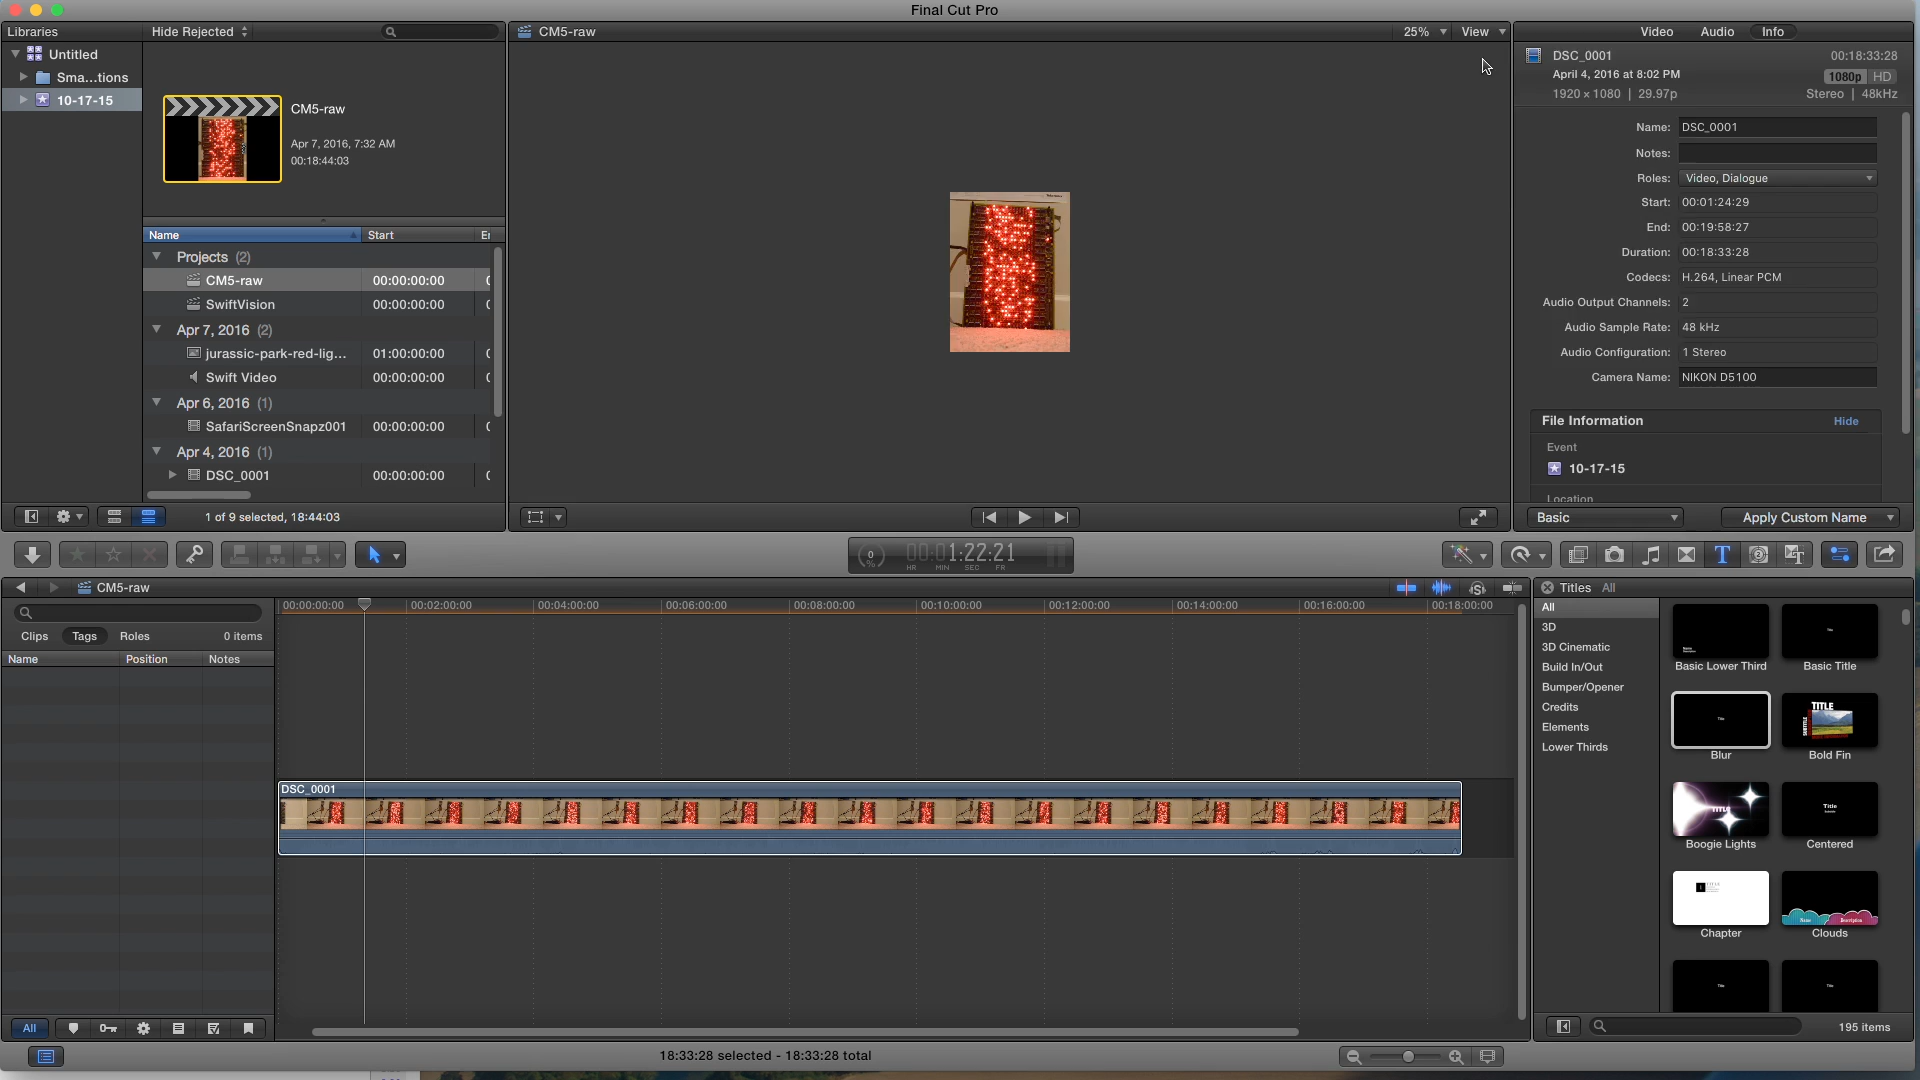 Final Cut Pro
Libraries
Hide Rejected
CM5-raw
25%
View
Video
Audio
Info
Untitled
Sma...tions
10-17-15
CM5-raw
Apr 7, 2016, 7:32 AM
00:18:44:03
DSC_0001
00:18:33:28
April 4, 2016 at 8:02 PM
1080p HD
1920 × 1080 | 29.97p
Stereo | 48kHz
Name: DSC_0001
Notes:
Roles: Video, Dialogue
Start: 00:01:24:29
End: 00:19:58:27
Duration: 00:18:33:28
Codecs: H.264, Linear PCM
Audio Output Channels: 2
Audio Sample Rate: 48 kHz
Audio Configuration: 1 Stereo
Camera Name: NIKON D5100
File Information
Hide
Event
10-17-15
Location
Basic
Apply Custom Name
Name
Start
Projects (2)
CM5-raw 00:00:00:00
SwiftVision 00:00:00:00
Apr 7, 2016 (2)
jurassic-park-red-lig... 01:00:00:00
Swift Video 00:00:00:00
Apr 6, 2016 (1)
SafariScreenSnapz001 00:00:00:00
Apr 4, 2016 (1)
DSC_0001 00:00:00:00
1 of 9 selected, 18:44:03
0
%
00:01:22:21
HR MIN SEC FR
CM5-raw
Clips
Tags
Roles
0 items
Name
Position
Notes
00:00:00:00
00:02:00:00
00:04:00:00
00:06:00:00
00:08:00:00
00:10:00:00
00:12:00:00
00:14:00:00
00:16:00:00
00:18:00:00
DSC_0001
All
18:33:28 selected - 18:33:28 total
Titles All
All
3D
3D Cinematic
Build In/Out
Bumper/Opener
Credits
Elements
Lower Thirds
Basic Lower Third
Basic Title
Title
Blur
TITLE
SUBTITLE
Bold Fin
TITLE
Boogie Lights
Title
Centered
Chapter
Name
Description
Clouds
Title
Title
195 items